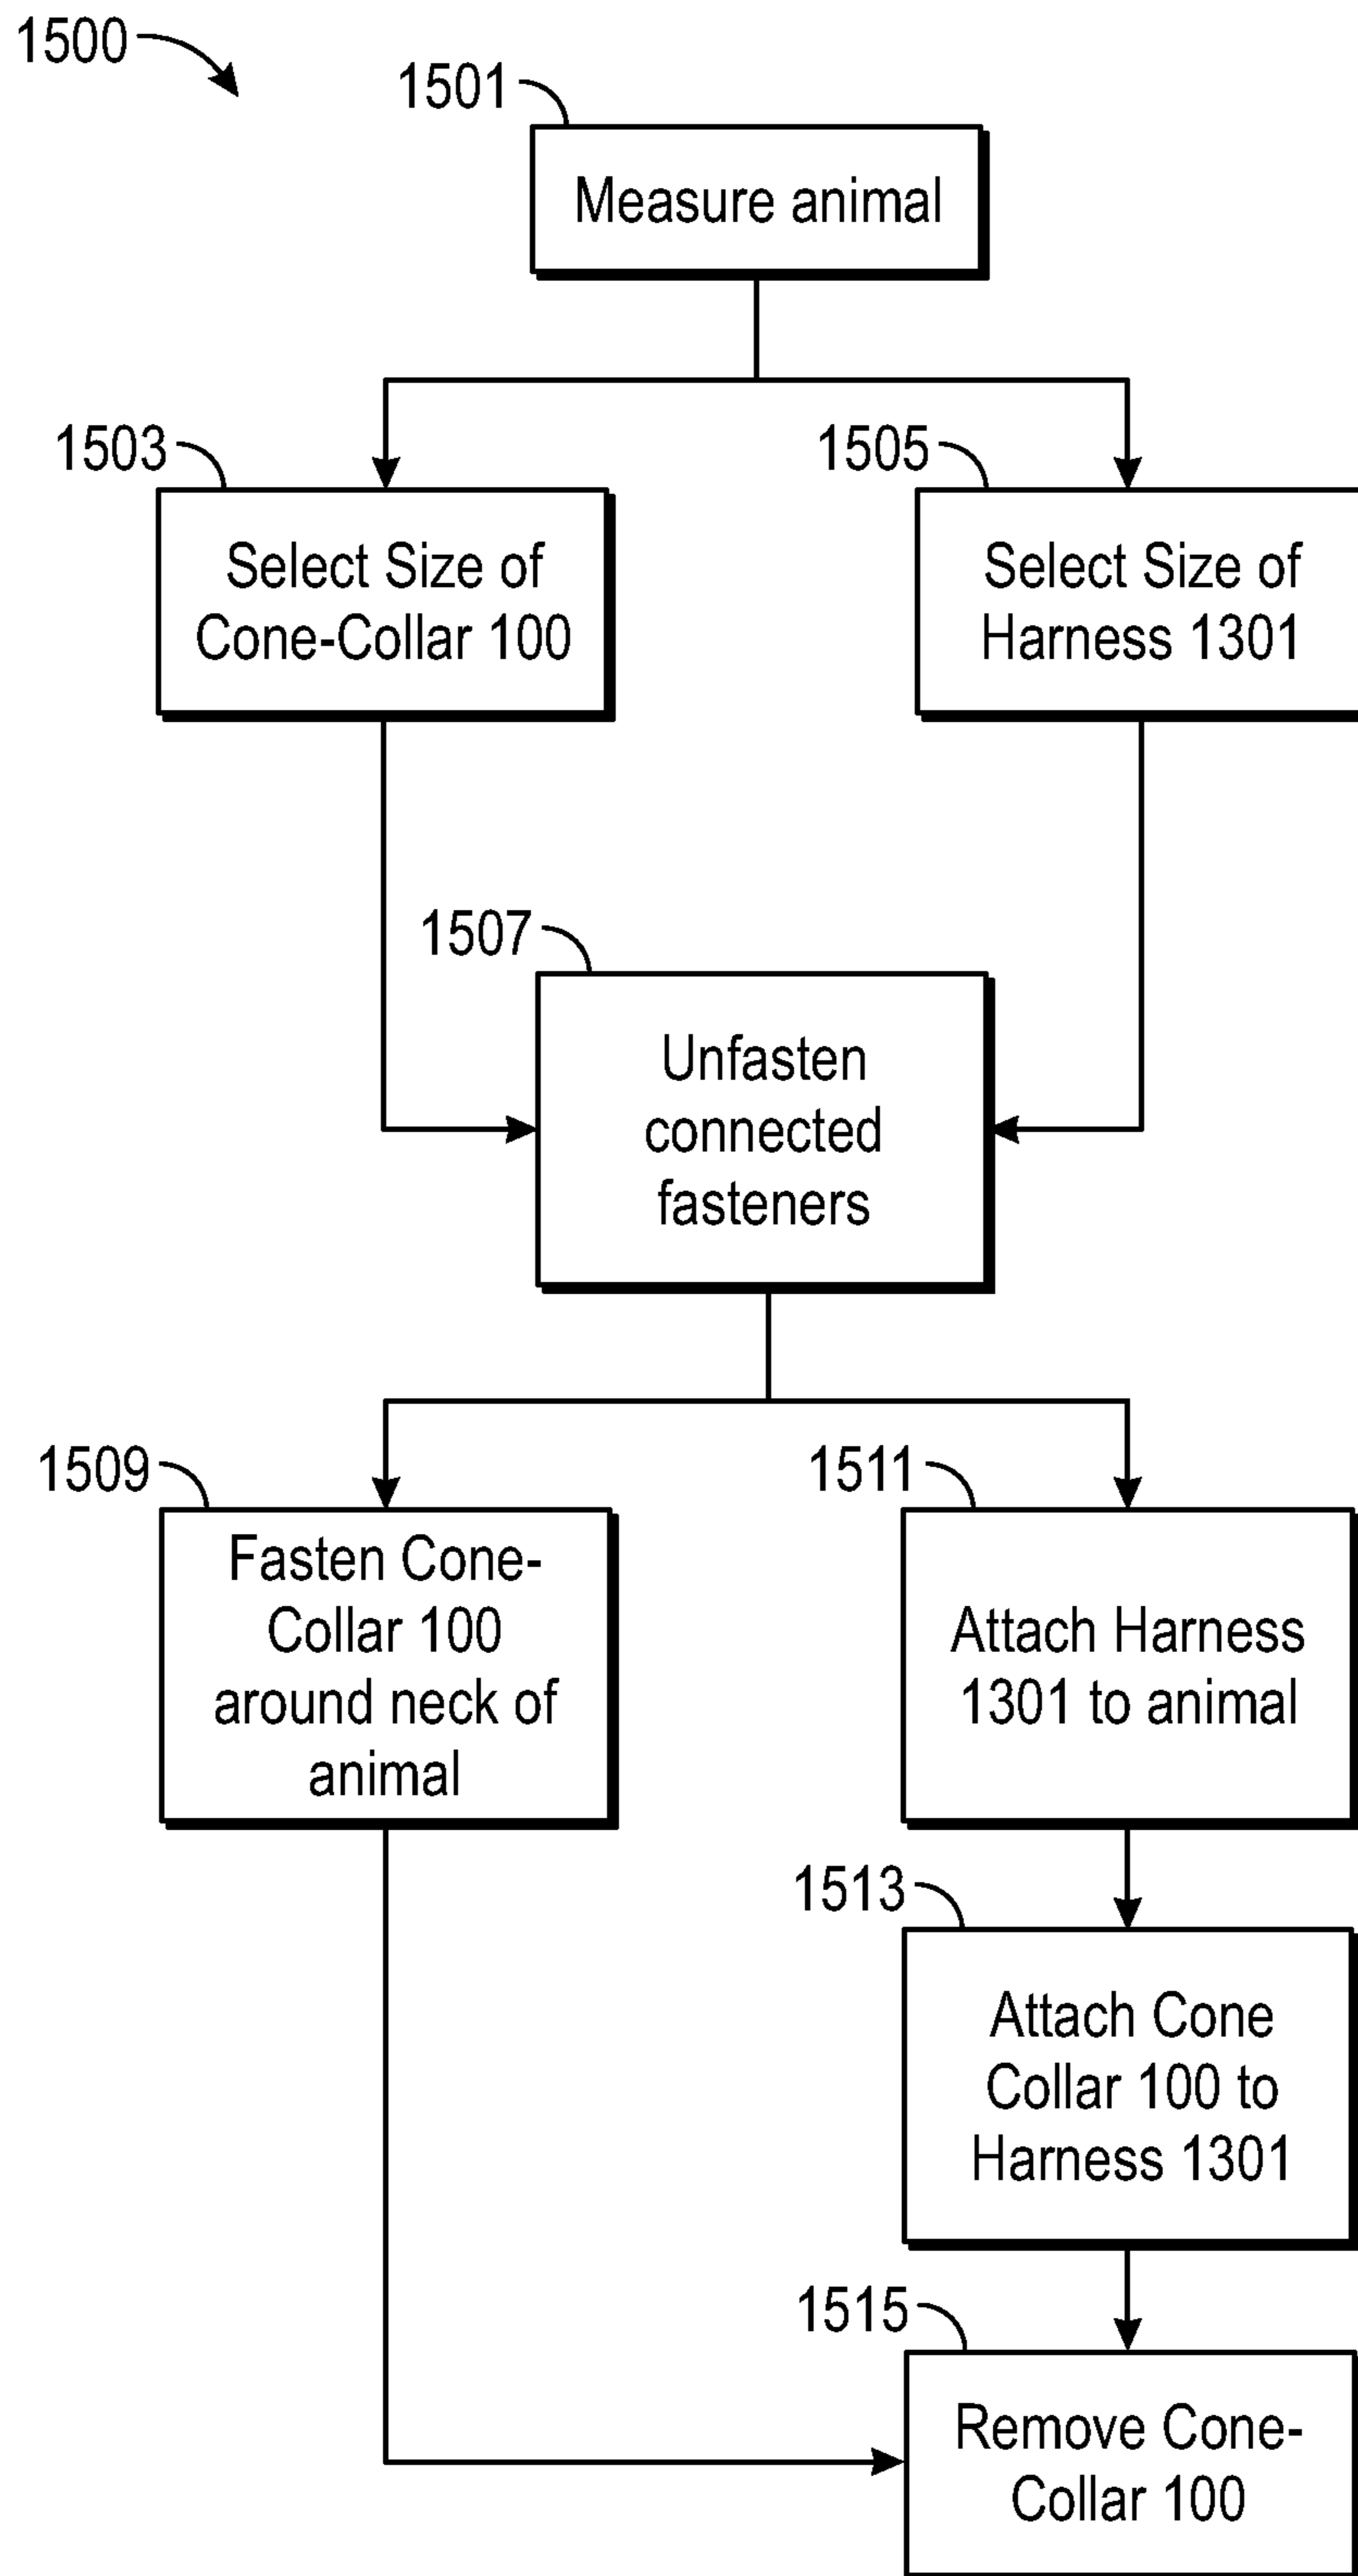 1500
1501
Measure animal
1503
Select Size of
Cone-Collar 100
1505
Select Size of
Harness 1301
1507
Unfasten
connected
fasteners
1509
Fasten Cone-
Collar 100
around neck of
animal
1511
Attach Harness
1301 to animal
1513
Attach Cone
Collar 100 to
Harness 1301
1515
Remove Cone-
Collar 100